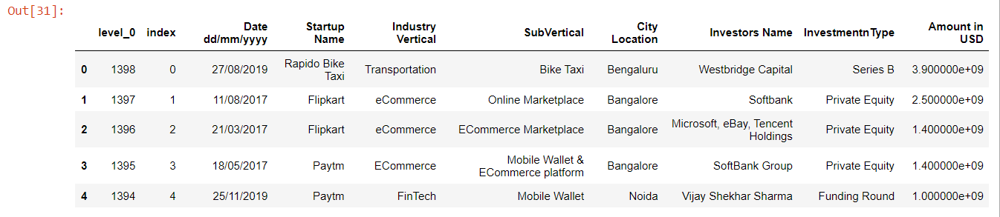 Out[31]:
level_0 index Date dd/mm/yyyy Startup Name Industry Vertical SubVertical City Location Investors Name InvestmentnType Amount in USD
0 1398 0 27/08/2019 Rapido Bike Taxi Transportation Bike Taxi Bengaluru Westbridge Capital Series B 3.900000e+09
1 1397 1 11/08/2017 Flipkart eCommerce Online Marketplace Bangalore Softbank Private Equity 2.500000e+09
2 1396 2 21/03/2017 Flipkart eCommerce ECommerce Marketplace Bangalore Microsoft, eBay, Tencent Holdings Private Equity 1.400000e+09
3 1395 3 18/05/2017 Paytm ECommerce Mobile Wallet & ECommerce platform Bangalore SoftBank Group Private Equity 1.400000e+09
4 1394 4 25/11/2019 Paytm FinTech Mobile Wallet Noida Vijay Shekhar Sharma Funding Round 1.000000e+09